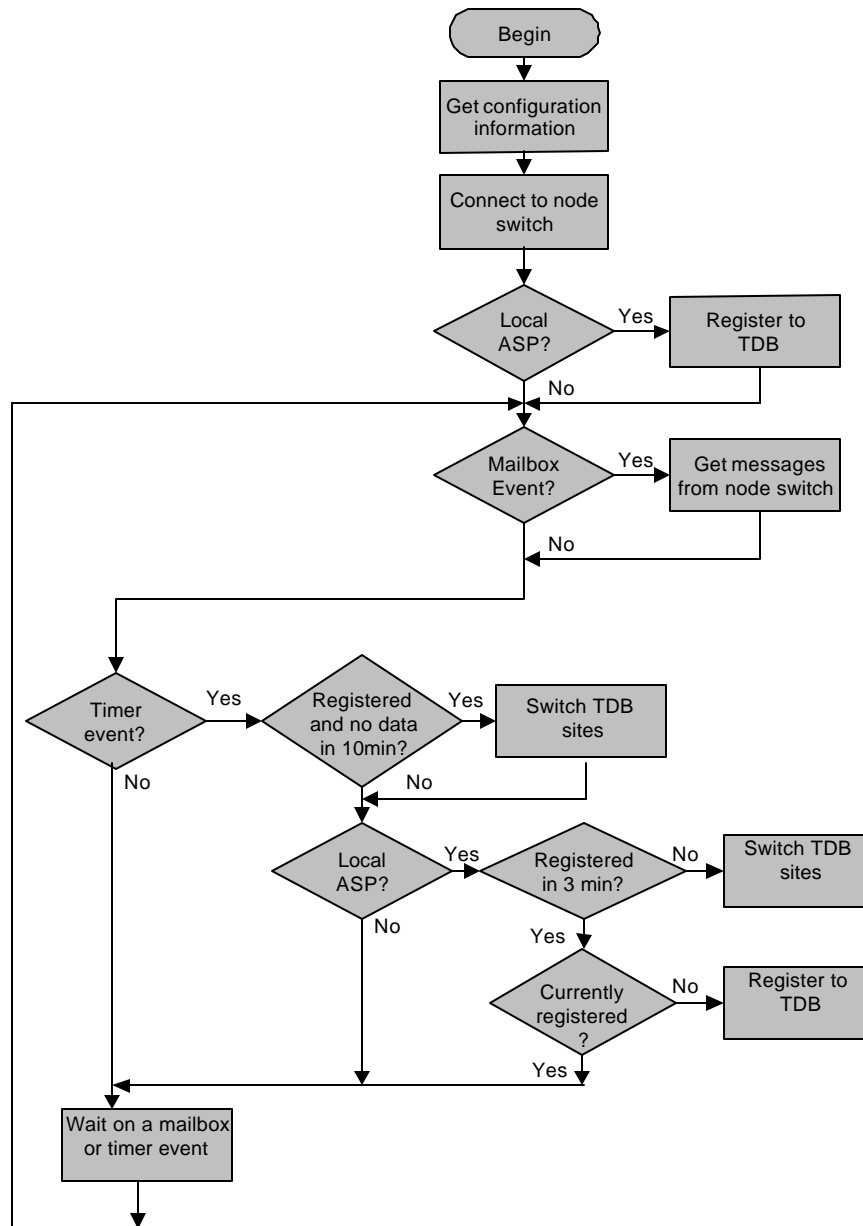 Begin
Get configuration
information
Connect to node
switch
Local
ASP?
Yes
Register to
TDB
No
Mailbox
Event?
Yes
Get messages
from node switch
No
Timer
event?
Yes
Registered
and no data
in 10min?
Yes
Switch TDB
sites
No
No
Local
ASP?
Yes
Registered
in 3 min?
No
Switch TDB
sites
No
Yes
Currently
registered
?
No
Register to
TDB
Yes
Wait on a mailbox
or timer event